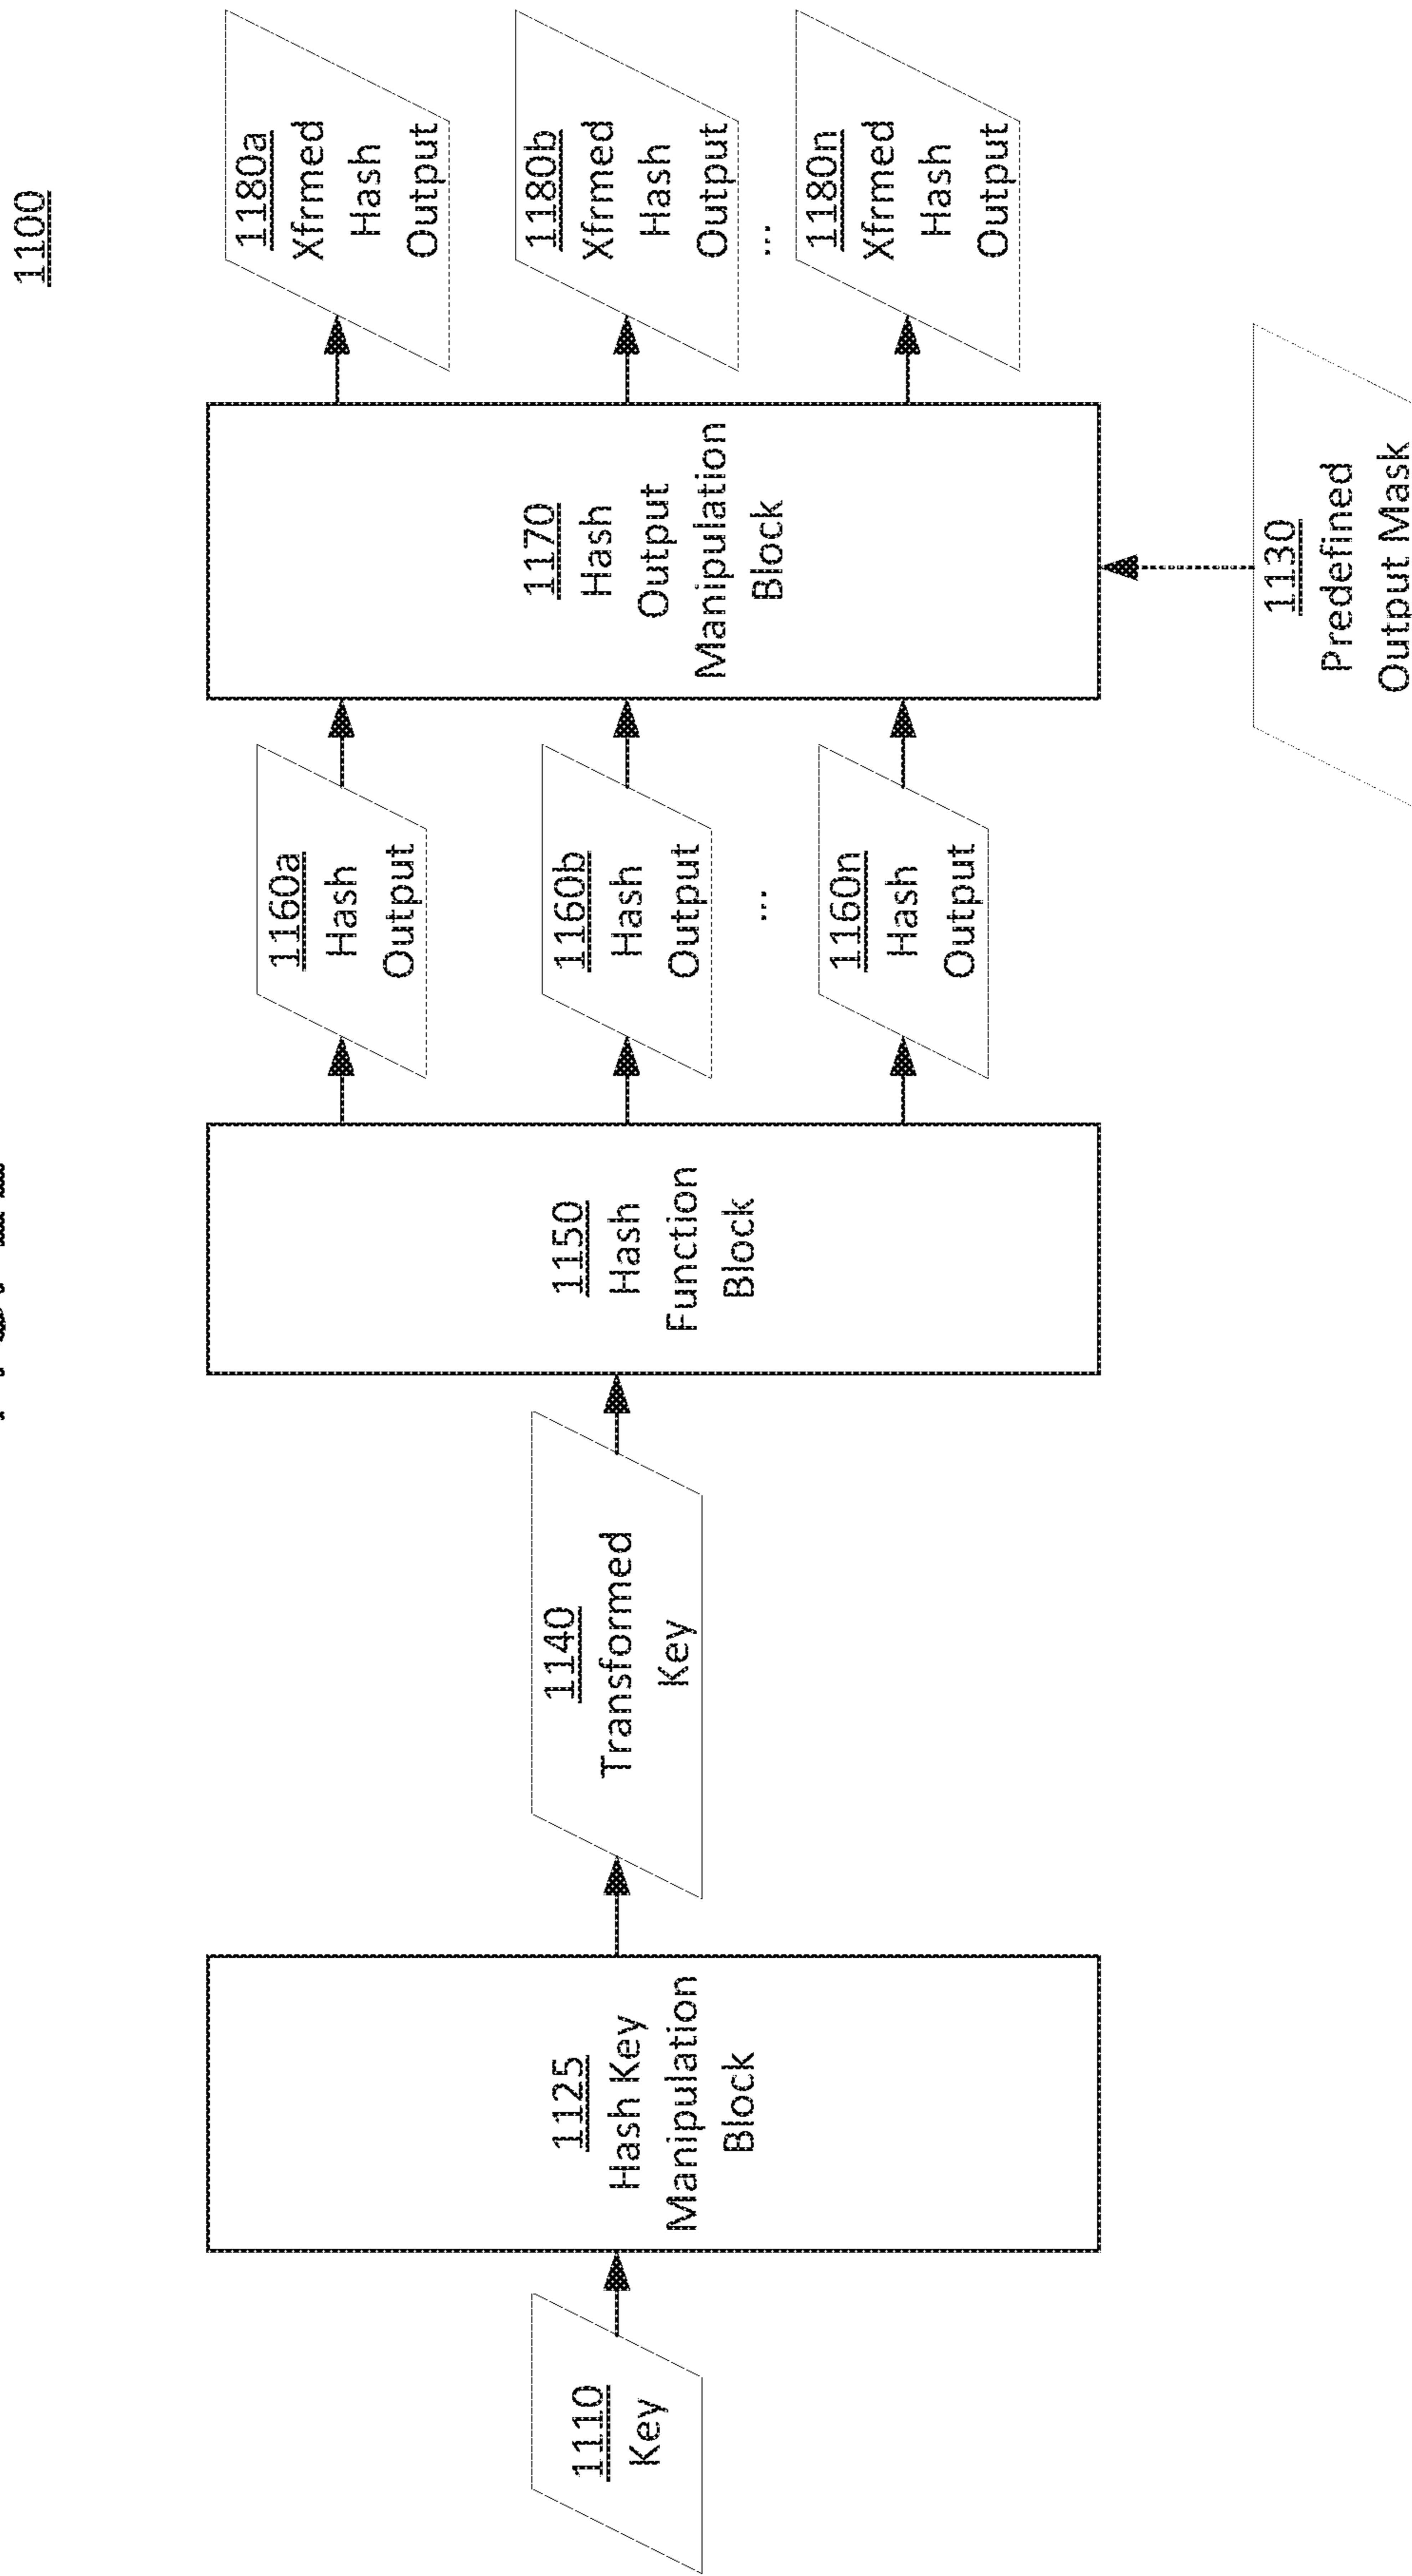 1100
1110
Key
1125
Hash Key
Manipulation
Block
1140
Transformed
Key
1150
Hash
Function
Block
1160a
Hash
Output
1160b
Hash
Output
...
1160n
Hash
Output
1170
Hash
Output
Manipulation
Block
1130
Predefined
Output Mask
1180a
Xfrmed
Hash
Output
1180b
Xfrmed
Hash
Output
...
1180n
Xfrmed
Hash
Output